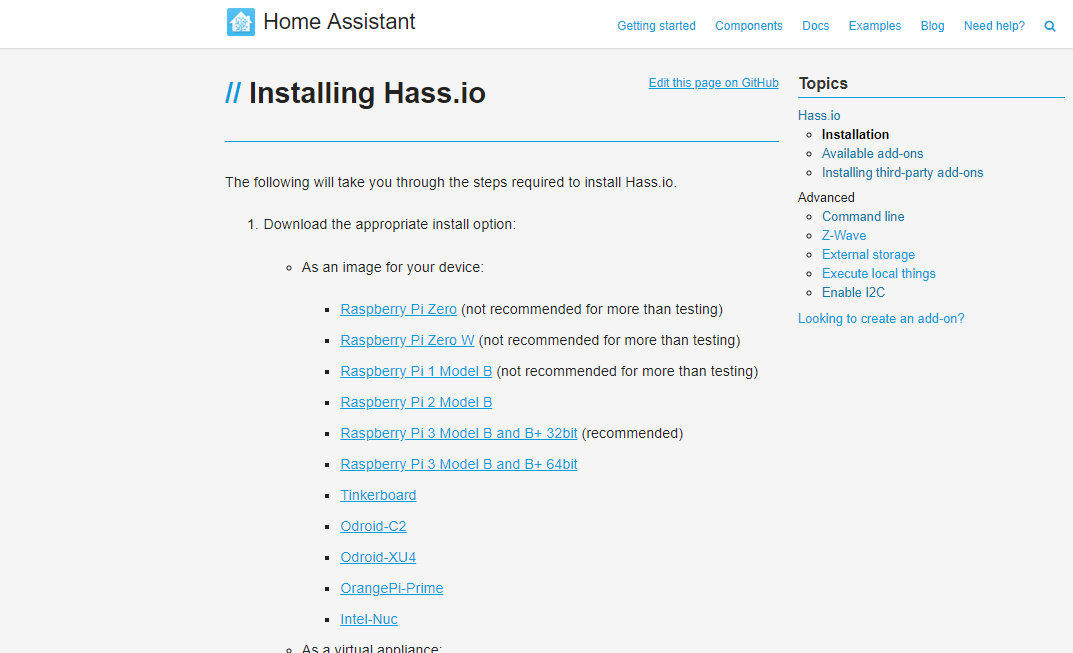 Home Assistant
Getting started Components Docs Examples Blog Need help?
// Installing Hass.io
Edit this page on GitHub
The following will take you through the steps required to install Hass.io.
1. Download the appropriate install option:
As an image for your device:
Raspberry Pi Zero (not recommended for more than testing)
Raspberry Pi Zero W (not recommended for more than testing)
Raspberry Pi 1 Model B (not recommended for more than testing)
Raspberry Pi 2 Model B
Raspberry Pi 3 Model B and B+ 32bit (recommended)
Raspberry Pi 3 Model B and B+ 64bit
Tinkerboard
Odroid-C2
Odroid-XU4
OrangePi-Prime
Intel-Nuc
As a virtual appliance:
Topics
Hass.io
Installation
Available add-ons
Installing third-party add-ons
Advanced
Command line
Z-Wave
External storage
Execute local things
Enable I2C
Looking to create an add-on?